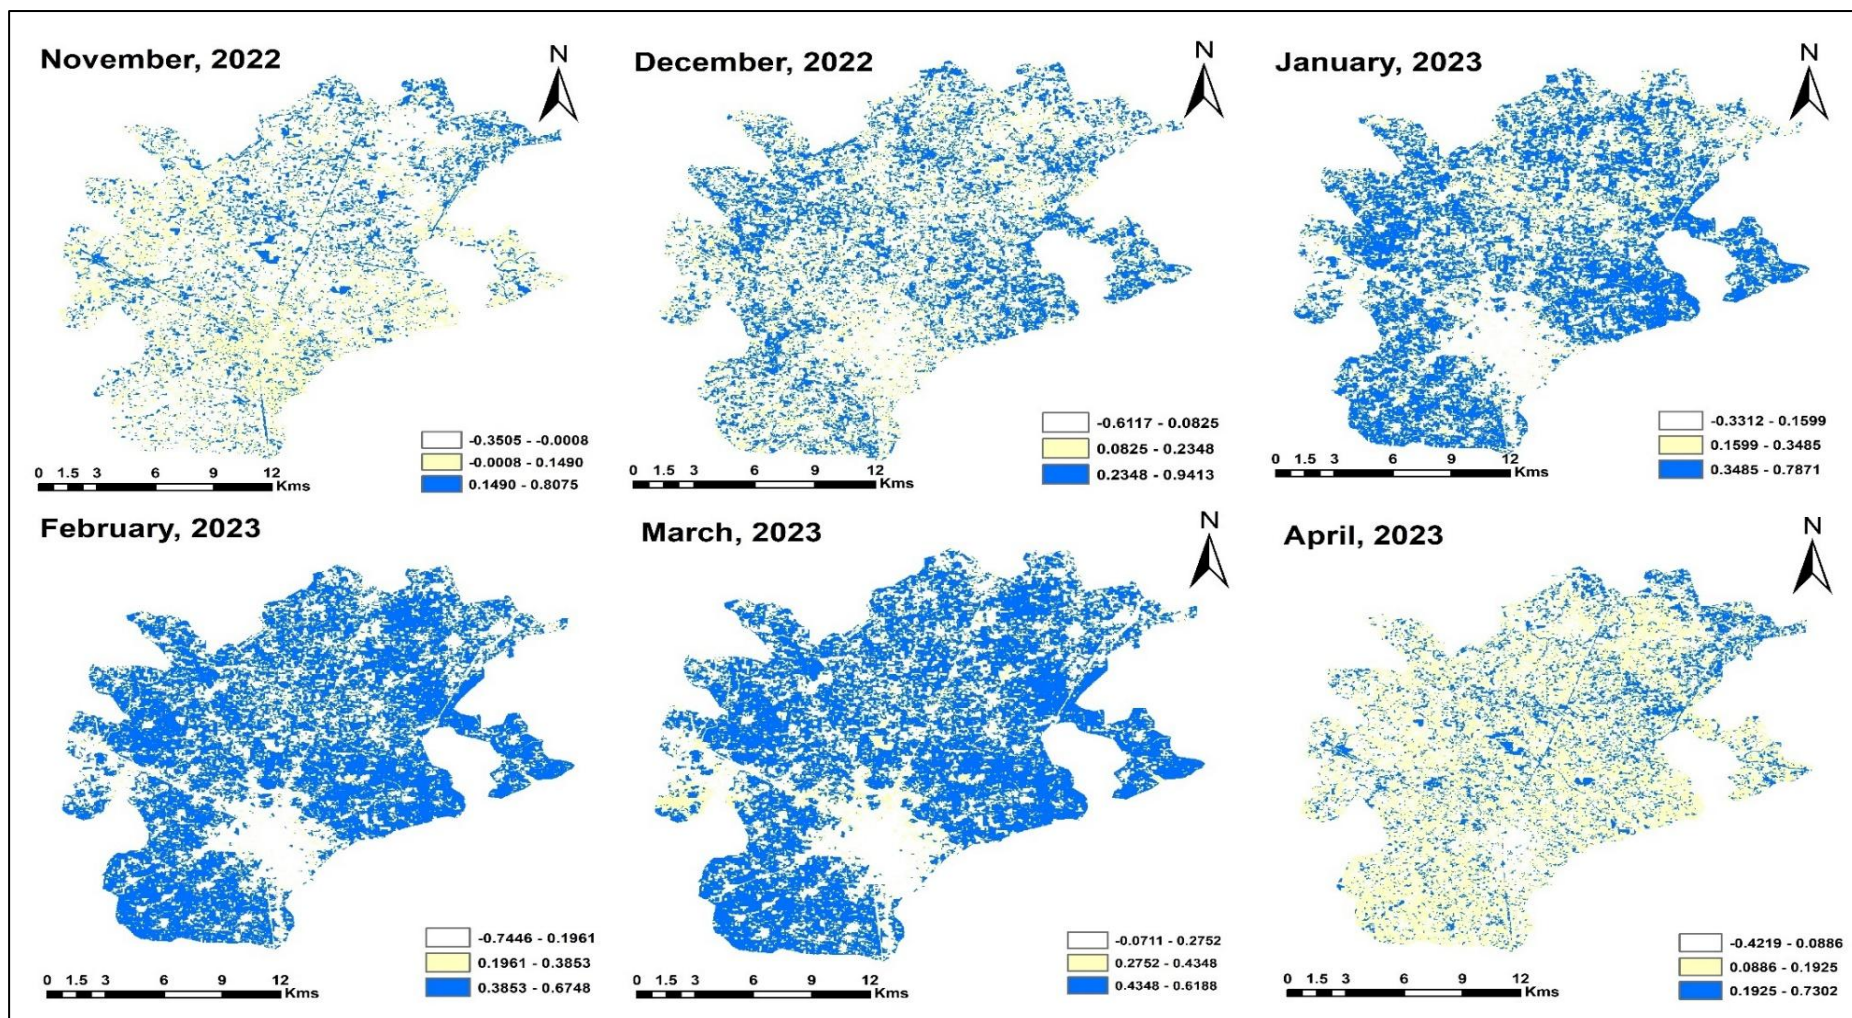 November, 2022
N
-0.3505 - -0.0008
-0.0008 - 0.1490
0.1490 - 0.8075
0 1.5 3 6 9 12
Kms
December, 2022
N
-0.6117 - 0.0825
0.0825 - 0.2348
0.2348 - 0.9413
0 1.5 3 6 9 12
Kms
January, 2023
N
-0.3312 - 0.1599
0.1599 - 0.3485
0.3485 - 0.7871
0 1.5 3 6 9 12
Kms
February, 2023
-0.7446 - 0.1961
0.1961 - 0.3853
0.3853 - 0.6748
0 1.5 3 6 9 12
Kms
March, 2023
N
-0.0711 - 0.2752
0.2752 - 0.4348
0.4348 - 0.6188
0 1.5 3 6 9 12
Kms
April, 2023
N
-0.4219 - 0.0886
0.0886 - 0.1925
0.1925 - 0.7302
0 1.5 3 6 9 12
Kms